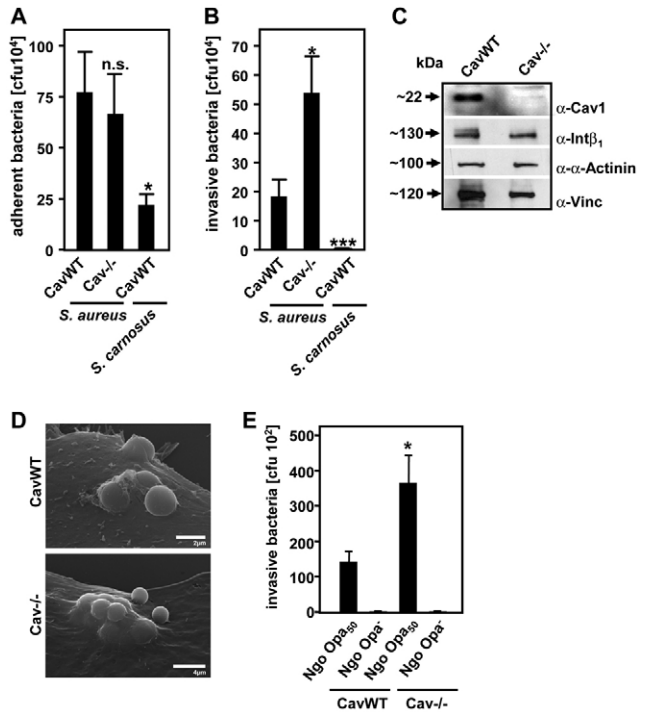 A
adherent bacteria [cfu10⁴]
100
75
50
25
0
n.s.
*
CavWT
Cav-/-
CavWT
S. aureus
S. carnosus
B
invasive bacteria [cfu10⁴]
70
60
50
40
30
20
10
0
*
***
CavWT
Cav-/-
CavWT
S. aureus
S. carnosus
C
kDa
CavWT
Cav-/-
~22
α-Cav1
~130
α-Intβ₁
~100
α-α-Actinin
~120
α-Vinc
D
CavWT
2µm
Cav-/-
4µm
E
invasive bacteria [cfu 10²]
500
400
300
200
100
0
*
Ngo Opa₅₀
Ngo Opa⁻
Ngo Opa₅₀
Ngo Opa⁻
CavWT
Cav-/-